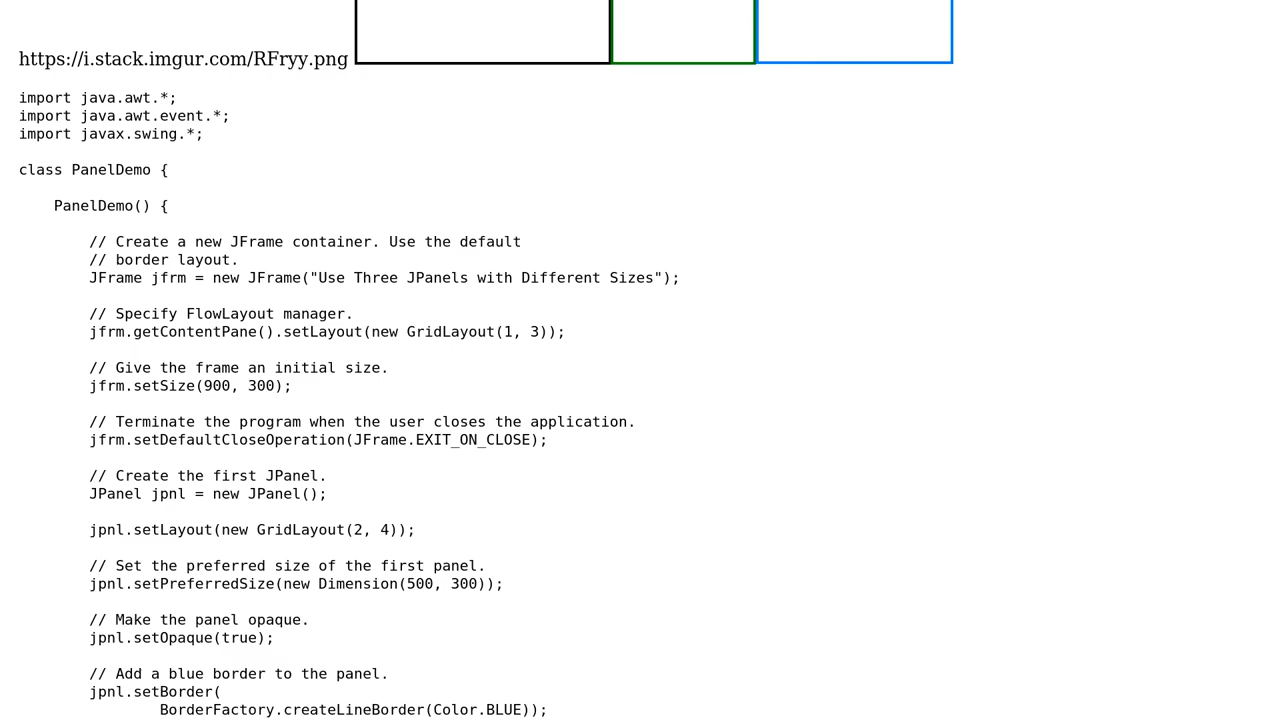 https://i.stack.imgur.com/RFryy.png
import java.awt.*;
import java.awt.event.*;
import javax.swing.*;
class PanelDemo {
PanelDemo() {
// Create a new JFrame container. Use the default
// border layout.
JFrame jfrm = new JFrame("Use Three JPanels with Different Sizes");
// Specify FlowLayout manager.
jfrm.getContentPane().setLayout(new GridLayout(1, 3));
// Give the frame an initial size.
jfrm.setSize(900, 300);
// Terminate the program when the user closes the application.
jfrm.setDefaultCloseOperation(JFrame.EXIT_ON_CLOSE);
// Create the first JPanel.
JPanel jpnl = new JPanel();
jpnl.setLayout(new GridLayout(2, 4));
// Set the preferred size of the first panel.
jpnl.setPreferredSize(new Dimension(500, 300));
// Make the panel opaque.
jpnl.setOpaque(true);
// Add a blue border to the panel.
jpnl.setBorder(
BorderFactory.createLineBorder(Color.BLUE));